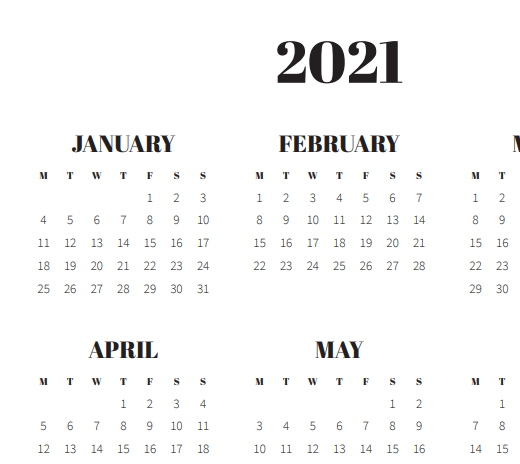 2021
JANUARY FEBRUARY M
M T W T F S S M T W T F S S M T
1 2 3 1 2 3 4 5 6 7 1 2
4 5 6 7 8 9 10 8 9 10 11 12 13 14 8 9
11 12 13 14 15 16 17 15 16 17 18 19 20 21 15 16
18 19 20 21 22 23 24 22 23 24 25 26 27 28 22 23
25 26 27 28 29 30 31 29 30
APRIL MAY
M T W T F S S M T W T F S S M T
1 2 3 4 1 2 1
5 6 7 8 9 10 11 3 4 5 6 7 8 9 7 8
12 13 14 15 16 17 18 10 11 12 13 14 15 16 14 15